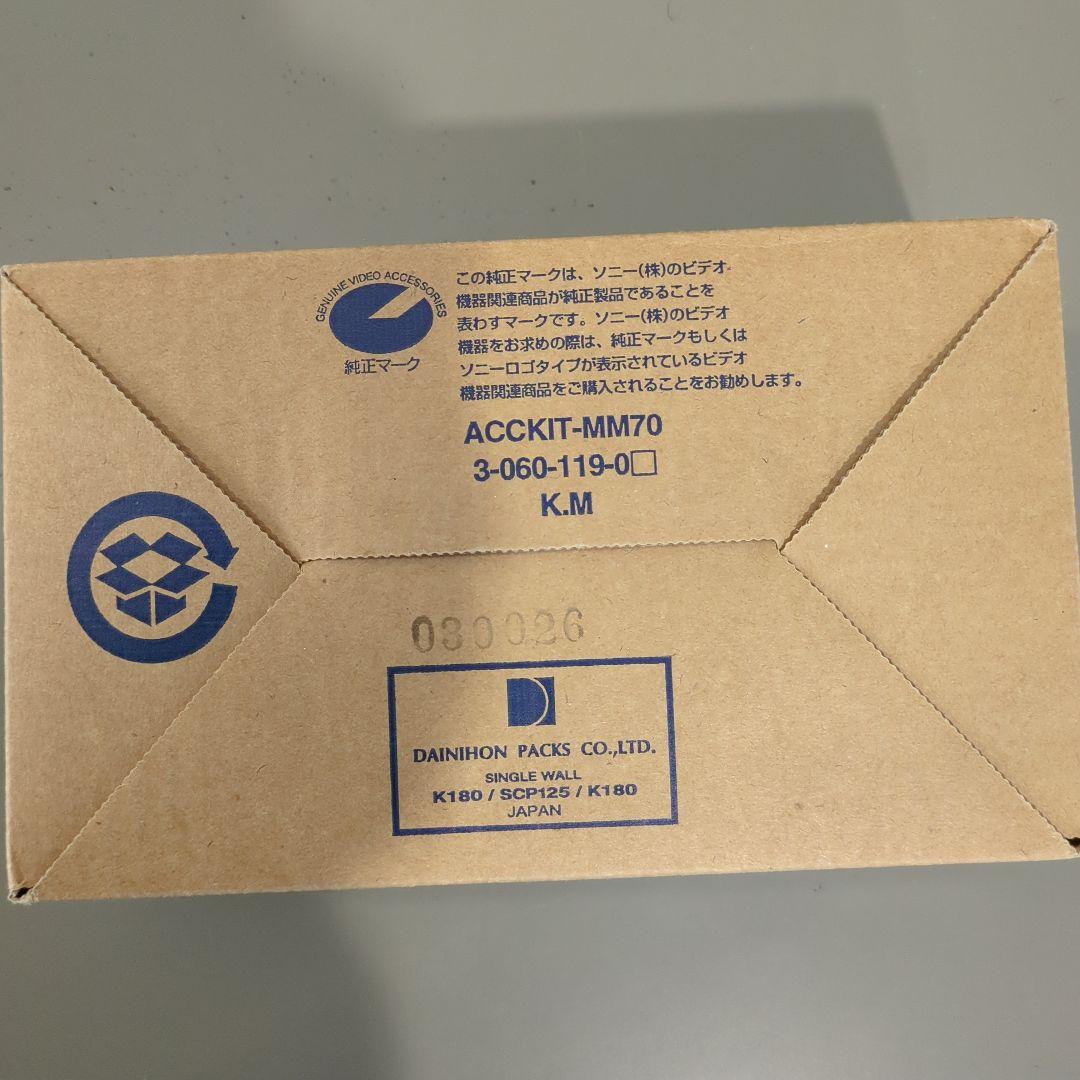 GENUINE VIDEO ACCESSORIES
純正マーク
この純正マークは、ソニー(株)のビデオ
機器関連商品が純正製品であることを
表わすマークです。ソニー(株)のビデオ
機器をお求めの際は、純正マークもしくは
ソニーロゴタイプが表示されているビデオ
機器関連商品をご購入されることをお勧めします。
ACCKIT-MM70
3-060-119-0□
K.M
030026
DAINIHON PACKS CO.,LTD.
SINGLE WALL
K180 / SCP125 / K180
JAPAN